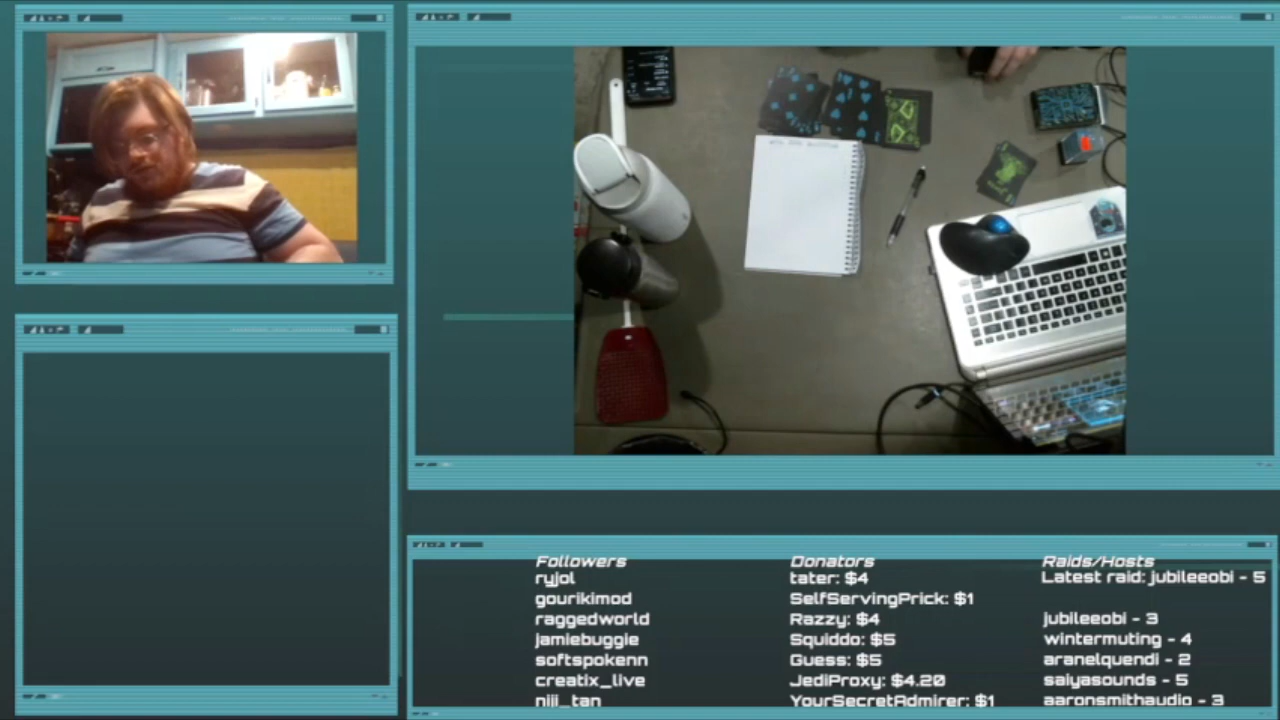 Followers
ryjol
gourikimod
raggedworld
jamiebuggie
softspokenn
creatix_live
niji_tan
Donators
tater: $4
SelfServingPrick: $1
Razzy: $4
Squiddo: $5
Guess: $5
JediProxy: $4.20
YourSecretAdmirer: $1
Raids/Hosts
Latest raid: jubileeobi - 5
jubileeobi - 3
wintermuting - 4
aranelquendi - 2
saiyasounds - 5
aaronsmithaudio - 3